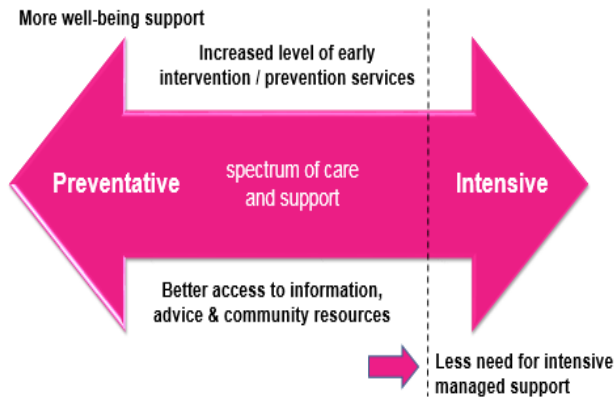 More well-being support
Increased level of early
intervention / prevention services
Preventative
spectrum of care
and support
Intensive
Better access to information,
advice & community resources
Less need for intensive
managed support